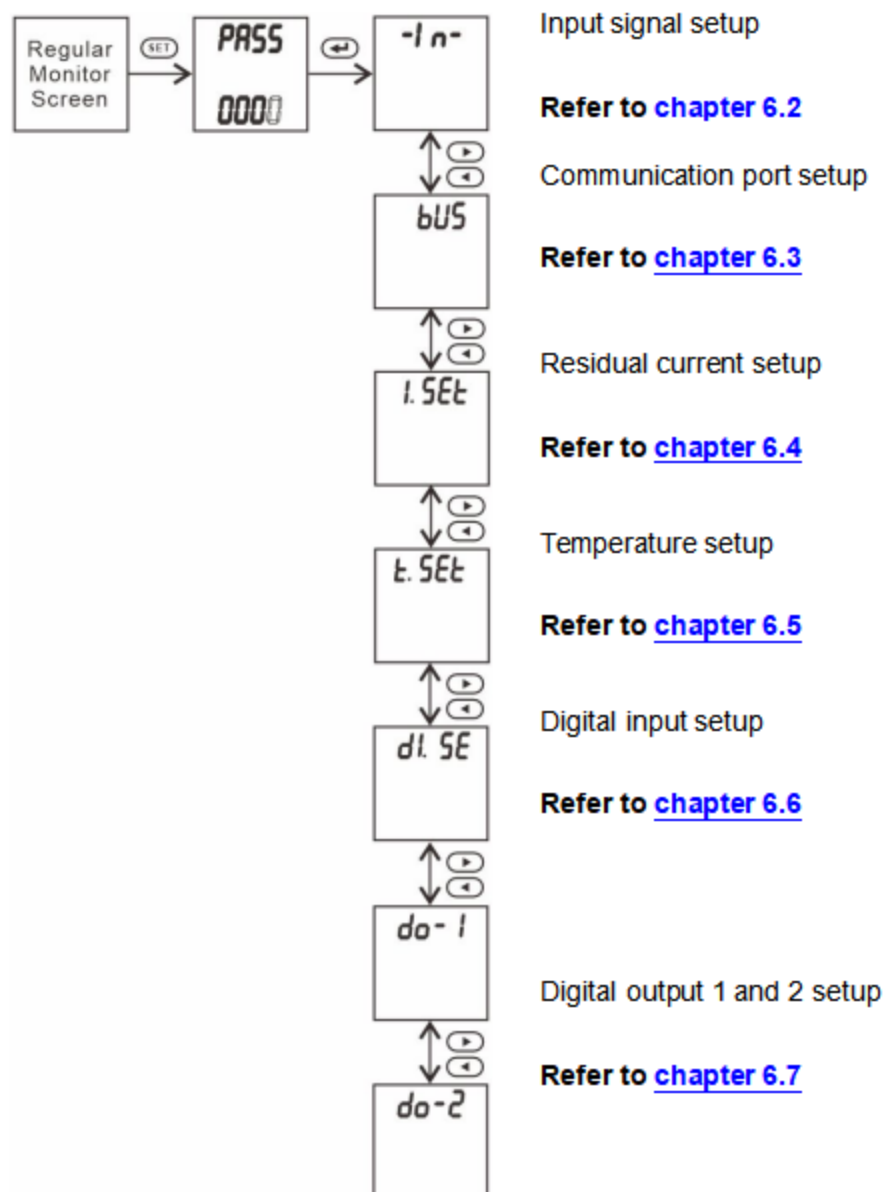 Regular
Monitor
Screen
SET
PASS
0000
-In-
Input signal setup
Refer to chapter 6.2
Communication port setup
bUS
Refer to chapter 6.3
Residual current setup
I. SEt
Refer to chapter 6.4
Temperature setup
t. SEt
Refer to chapter 6.5
Digital input setup
dI. SE
Refer to chapter 6.6
do-1
Digital output 1 and 2 setup
Refer to chapter 6.7
do-2